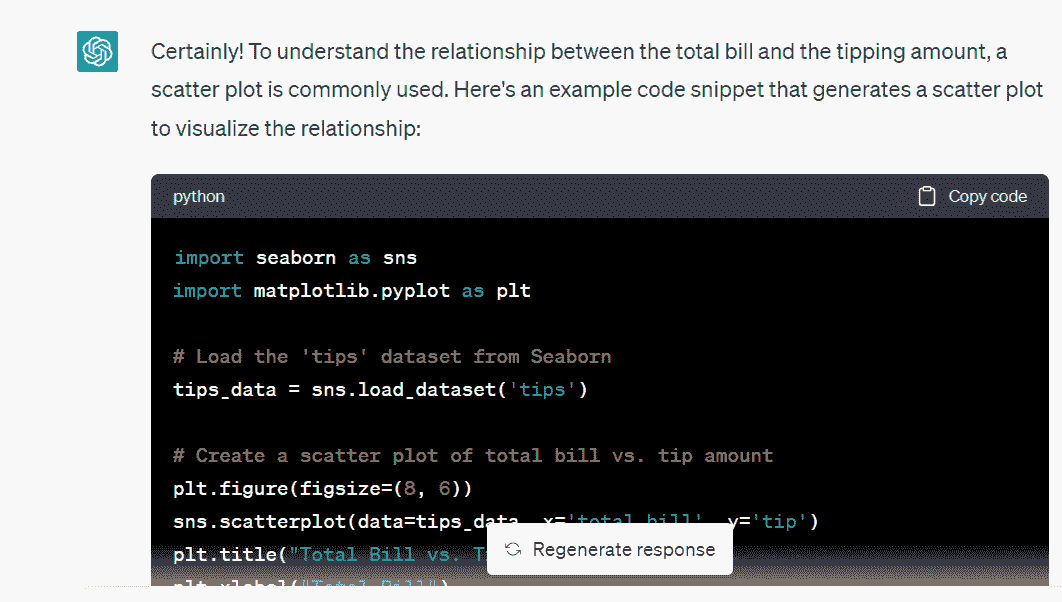 Certainly! To understand the relationship between the total bill and the tipping amount, a
scatter plot is commonly used. Here's an example code snippet that generates a scatter plot
to visualize the relationship:
python Copy code
import seaborn as sns
import matplotlib.pyplot as plt
# Load the 'tips' dataset from Seaborn
tips_data = sns.load_dataset('tips')
# Create a scatter plot of total bill vs. tip amount
plt.figure(figsize=(8, 6))
sns.scatterplot(data=tips_data, x='total_bill', y='tip')
plt.title("Total Bill vs. T
Regenerate response
plt.xlabel("Total Bill")